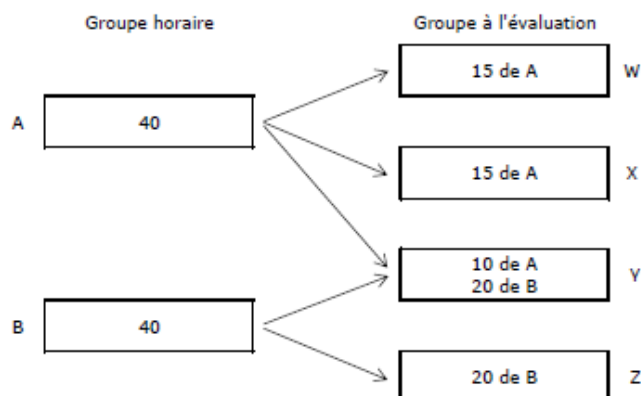 Groupe horaire
Groupe à l'évaluation
15 de A
W
A
40
15 de A
X
10 de A
20 de B
Y
B
40
20 de B
Z